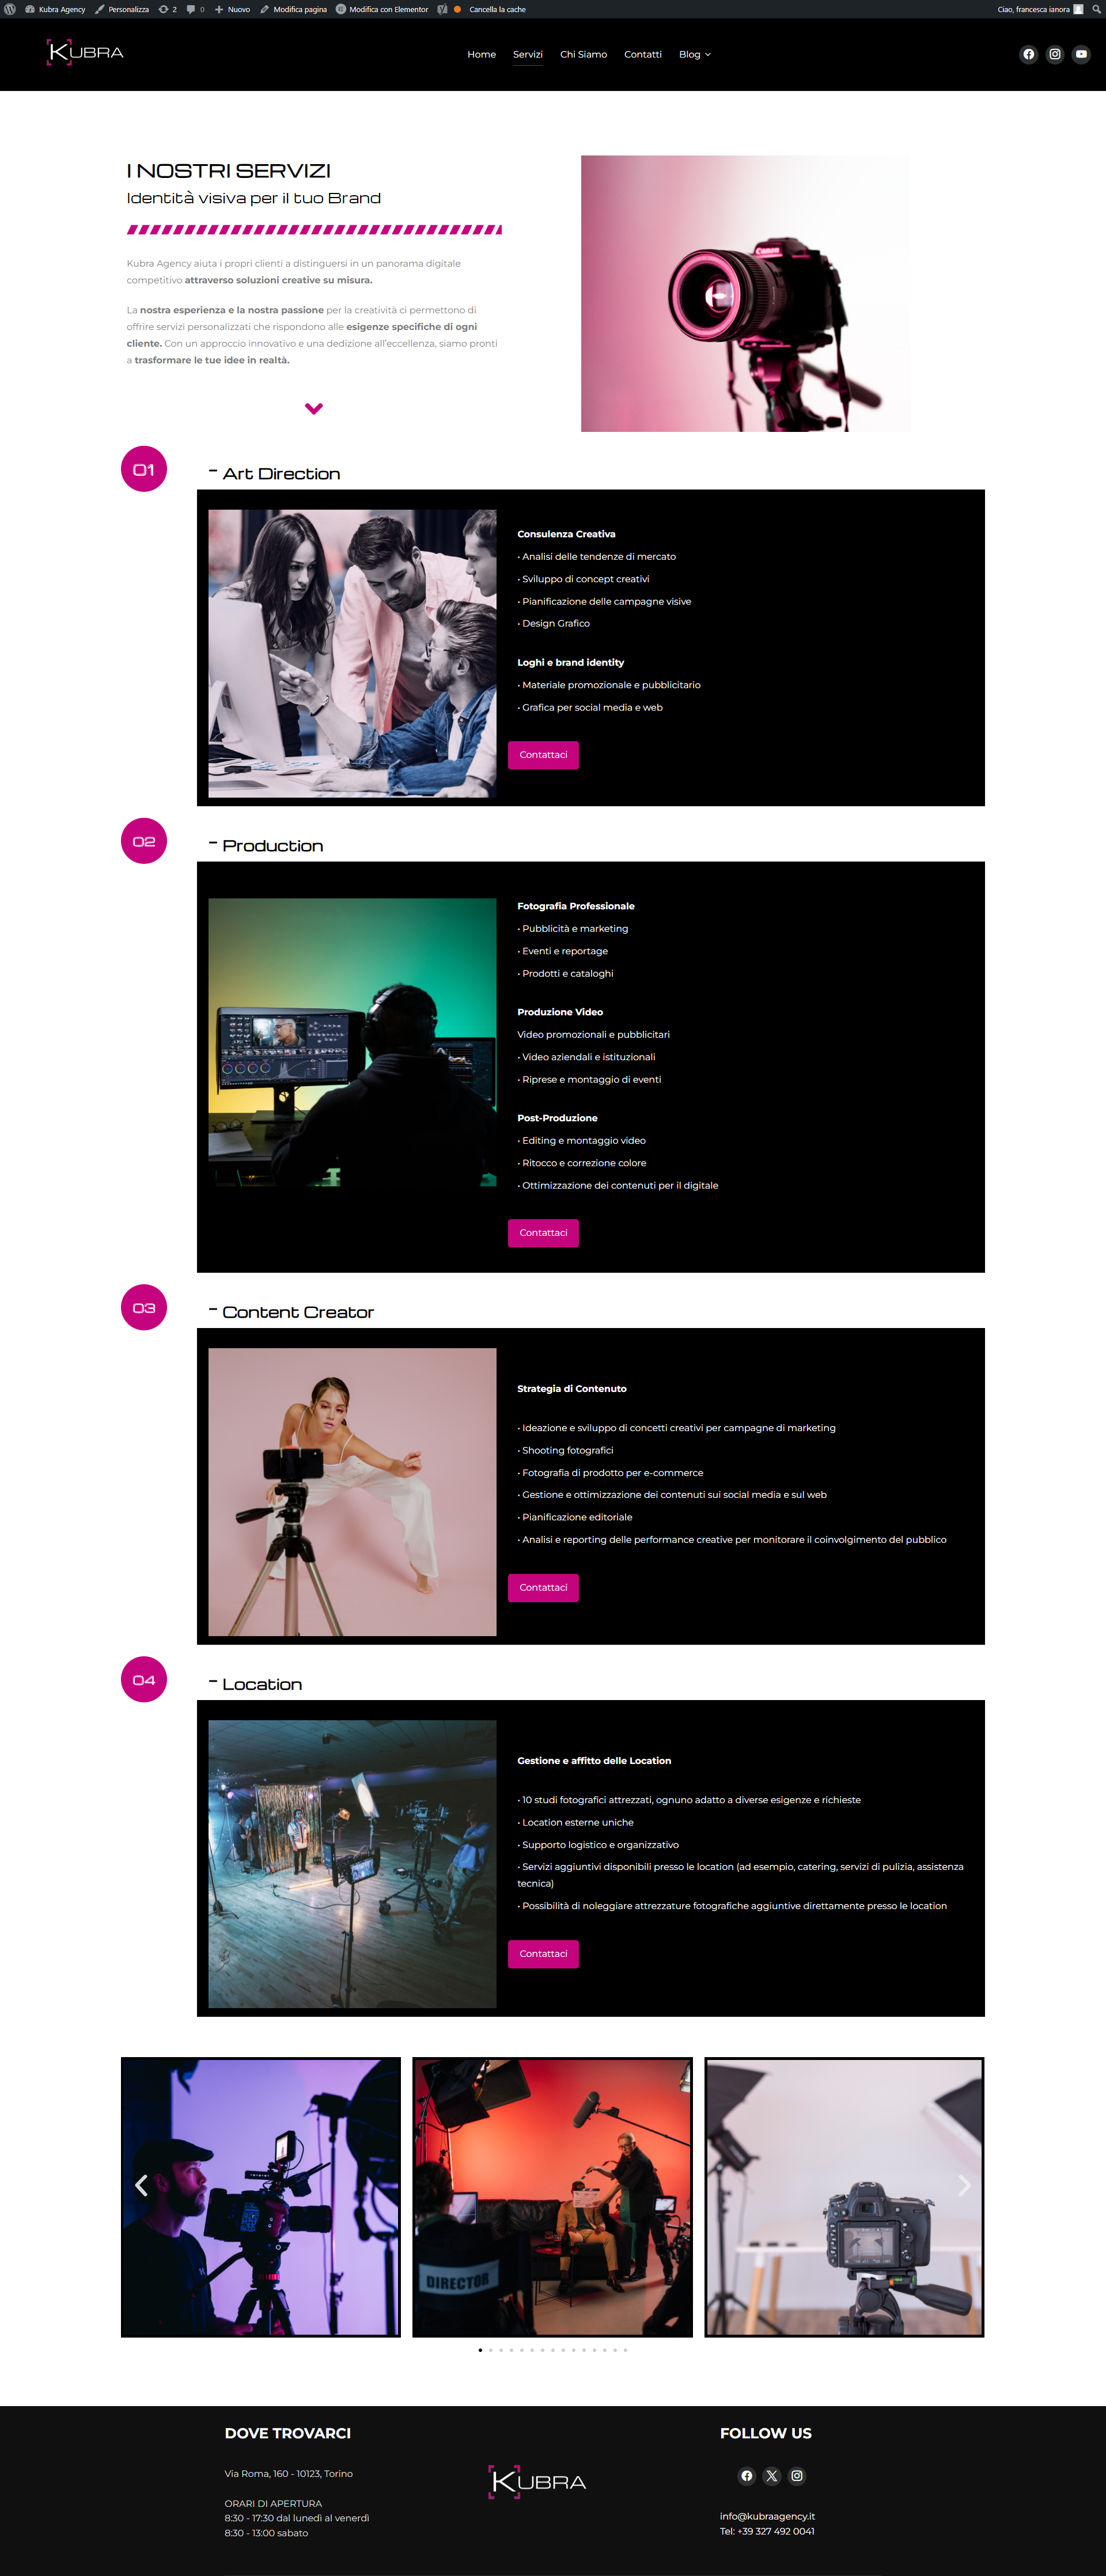 Kubra Agency Personalizza 2 0 Nuovo Modifica pagina Modifica con Elementor Cancella la cache Ciao, francesca ianora
KUBRA
Home Servizi Chi Siamo Contatti Blog
I NOSTRI SERVIZI
Identità visiva per il tuo Brand
Kubra Agency aiuta i propri clienti a distinguersi in un panorama digitale
competitivo attraverso soluzioni creative su misura.
La nostra esperienza e la nostra passione per la creatività ci permettono di
offrire servizi personalizzati che rispondono alle esigenze specifiche di ogni
cliente. Con un approccio innovativo e una dedizione all'eccellenza, siamo pronti
a trasformare le tue idee in realtà.
Canon
01
- Art Direction
Consulenza Creativa
• Analisi delle tendenze di mercato
• Sviluppo di concept creativi
• Pianificazione delle campagne visive
• Design Grafico
Loghi e brand identity
• Materiale promozionale e pubblicitario
• Grafica per social media e web
Contattaci
02
- Production
Fotografia Professionale
• Pubblicità e marketing
• Eventi e reportage
• Prodotti e cataloghi
Produzione Video
Video promozionali e pubblicitari
• Video aziendali e istituzionali
• Riprese e montaggio di eventi
Post-Produzione
• Editing e montaggio video
• Ritocco e correzione colore
• Ottimizzazione dei contenuti per il digitale
Contattaci
03
- Content Creator
Strategia di Contenuto
• Ideazione e sviluppo di concetti creativi per campagne di marketing
• Shooting fotografici
• Fotografia di prodotto per e-commerce
• Gestione e ottimizzazione dei contenuti sui social media e sul web
• Pianificazione editoriale
• Analisi e reporting delle performance creative per monitorare il coinvolgimento del pubblico
Contattaci
04
- Location
Gestione e affitto delle Location
• 10 studi fotografici attrezzati, ognuno adatto a diverse esigenze e richieste
• Location esterne uniche
• Supporto logistico e organizzativo
• Servizi aggiuntivi disponibili presso le location (ad esempio, catering, servizi di pulizia, assistenza
tecnica)
• Possibilità di noleggiare attrezzature fotografiche aggiuntive direttamente presso le location
Contattaci
DIRECTOR
DOVE TROVARCI
Via Roma, 160 - 10123, Torino
ORARI DI APERTURA
8:30 - 17:30 dal lunedì al venerdì
8:30 - 13:00 sabato
KUBRA
FOLLOW US
info@kubraagency.it
Tel: +39 327 492 0041